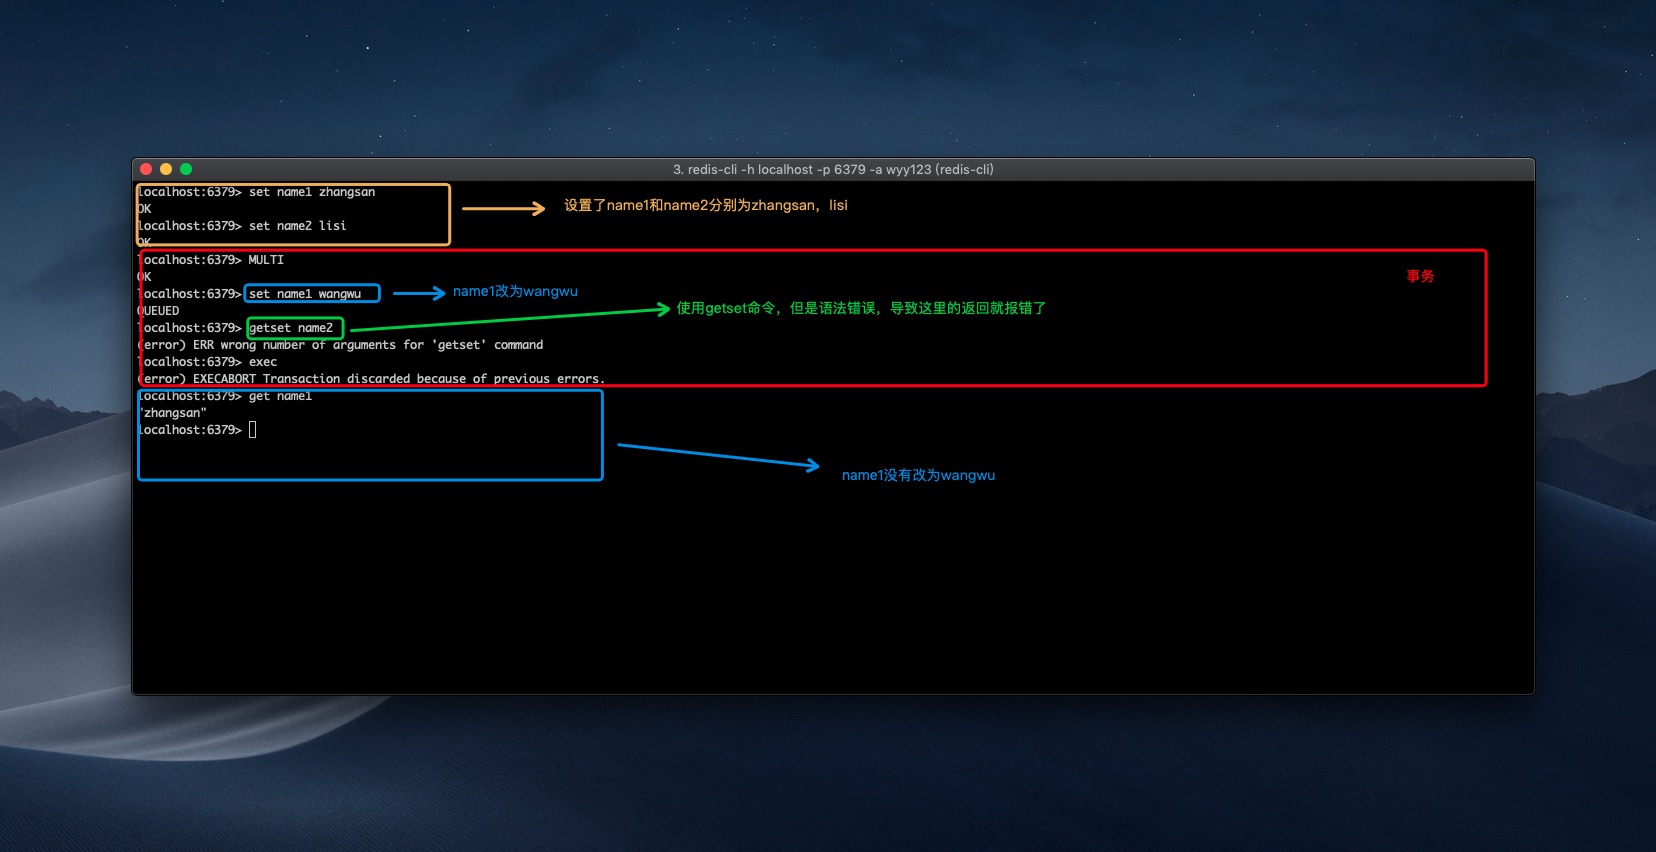 3. redis-cli -h localhost -p 6379 -a wyy123 (redis-cli)
localhost:6379> set name1 zhangsan
OK
设置了name1和name2分别为zhangsan，lisi
localhost:6379> set name2 lisi
OK
localhost:6379> MULTI
OK
事务
localhost:6379> set name1 wangwu
name1改为wangwu
QUEUED
使用getset命令，但是语法错误，导致这里的返回就报错了
localhost:6379> getset name2
(error) ERR wrong number of arguments for 'getset' command
localhost:6379> exec
(error) EXECABORT Transaction discarded because of previous errors.
localhost:6379> get name1
"zhangsan"
localhost:6379>
name1没有改为wangwu